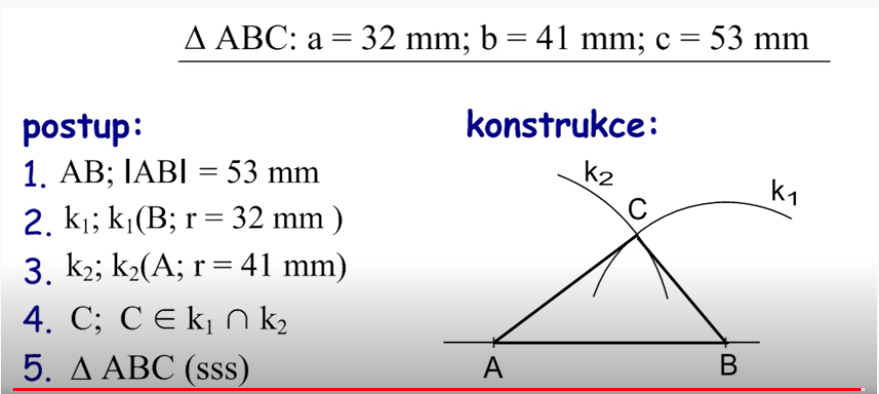 Δ ABC: a = 32 mm; b = 41 mm; c = 53 mm
postup:
1. AB; |AB| = 53 mm
2. k₁; k₁(B; r = 32 mm )
3. k₂; k₂(A; r = 41 mm)
4. C; C ∈ k₁ ∩ k₂
5. Δ ABC (sss)
konstrukce:
k₂
k₁
C
A
B